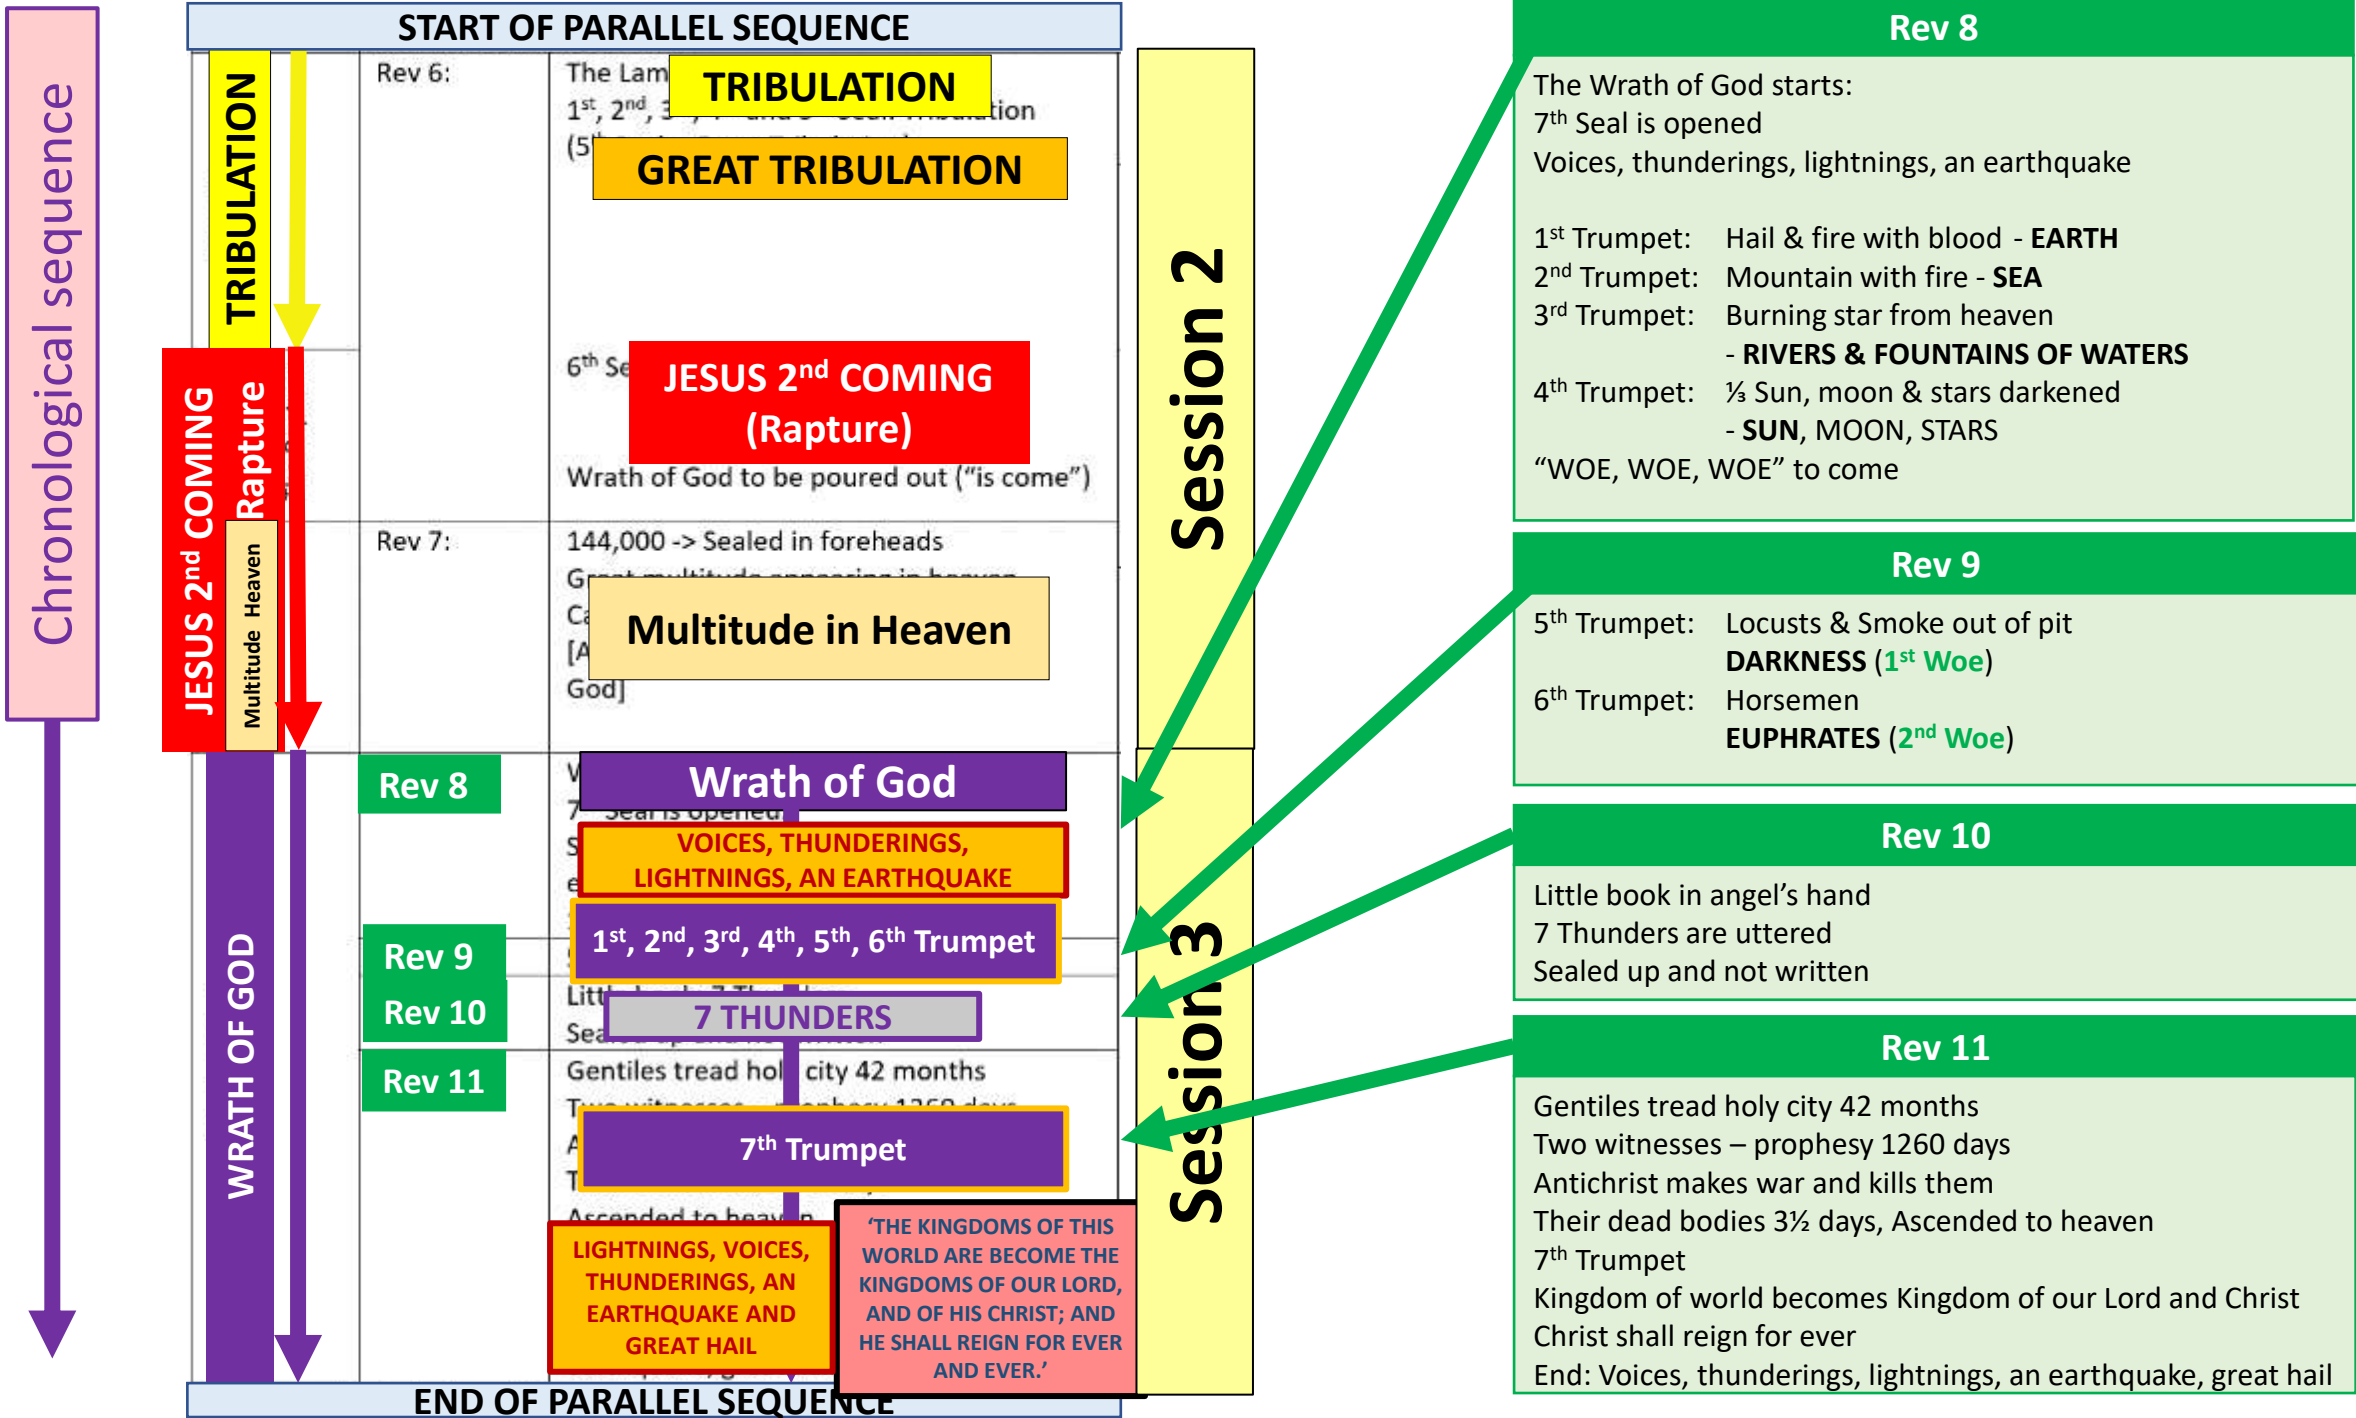 START OF PARALLEL SEQUENCE
Chronological sequence
TRIBULATION
JESUS 2nd COMING
Rapture
Multitude Heaven
WRATH OF GOD
Rev 6:
The Lam
TRIBULATION
1st, 2nd, 3
(5
GREAT TRIBULATION
6th Se
JESUS 2nd COMING
(Rapture)
Wrath of God to be poured out (“is come”)
Rev 7:
144,000 -> Sealed in foreheads
Multitude in Heaven
God]
Rev 8
Wrath of God
VOICES, THUNDERINGS,
LIGHTNINGS, AN EARTHQUAKE
Rev 9
1st, 2nd, 3rd, 4th, 5th, 6th Trumpet
Rev 10
7 THUNDERS
Rev 11
Gentiles tread holy city 42 months
7th Trumpet
Ascended to heaven
LIGHTNINGS, VOICES,
THUNDERINGS, AN
EARTHQUAKE AND
GREAT HAIL
‘THE KINGDOMS OF THIS
WORLD ARE BECOME THE
KINGDOMS OF OUR LORD,
AND OF HIS CHRIST; AND
HE SHALL REIGN FOR EVER
AND EVER.’
END OF PARALLEL SEQUENCE
Session 2
Session 3
Rev 8
The Wrath of God starts:
7th Seal is opened
Voices, thunderings, lightnings, an earthquake
1st Trumpet: Hail & fire with blood - EARTH
2nd Trumpet: Mountain with fire - SEA
3rd Trumpet: Burning star from heaven
- RIVERS & FOUNTAINS OF WATERS
4th Trumpet: ⅓ Sun, moon & stars darkened
- SUN, MOON, STARS
“WOE, WOE, WOE” to come
Rev 9
5th Trumpet: Locusts & Smoke out of pit
DARKNESS (1st Woe)
6th Trumpet: Horsemen
EUPHRATES (2nd Woe)
Rev 10
Little book in angel’s hand
7 Thunders are uttered
Sealed up and not written
Rev 11
Gentiles tread holy city 42 months
Two witnesses – prophesy 1260 days
Antichrist makes war and kills them
Their dead bodies 3½ days, Ascended to heaven
7th Trumpet
Kingdom of world becomes Kingdom of our Lord and Christ
Christ shall reign for ever
End: Voices, thunderings, lightnings, an earthquake, great hail